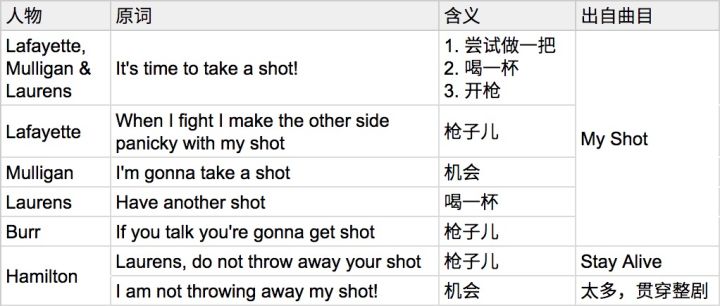 人物 原词 含义 出自曲目
Lafayette, Mulligan & Laurens It's time to take a shot! 1. 尝试做一把
2. 喝一杯
3. 开枪
My Shot
Lafayette When I fight I make the other side
panicky with my shot 枪子儿
Mulligan I'm gonna take a shot 机会
Laurens Have another shot 喝一杯
Burr If you talk you're gonna get shot 枪子儿
Hamilton Laurens, do not throw away your shot 枪子儿 Stay Alive
I am not throwing away my shot! 机会 太多，贯穿整剧